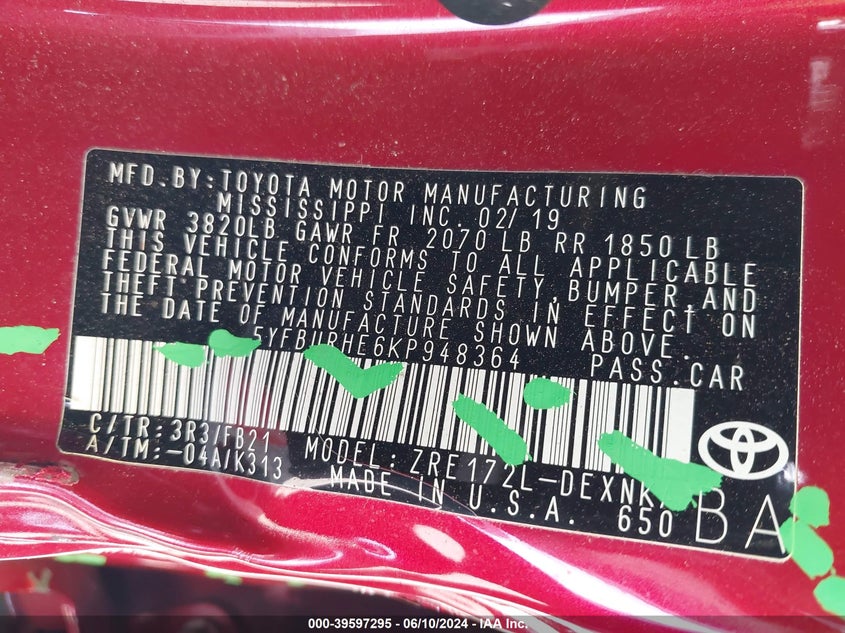 MFD.BY:TOYOTA MOTOR MANUFACTURING
MISSISSIPPI INC. 02/19
GVWR 3820LB GAWR FR 2070 LB RR 1850 LB
THIS VEHICLE CONFORMS TO ALL APPLICABLE
FEDERAL MOTOR VEHICLE SAFETY,BUMPER,AND
THEFT PREVENTION STANDARDS IN EFFECT ON
THE DATE OF MANUFACTURE SHOWN ABOVE.
5YFBURHE6KP948364 PASS.CAR
C/TR:3R3/FB21
A/TM:-04A/K313
MODEL:ZRE172L-DEXNK
MADE IN U.S.A. 650
BA
000-39597295 - 06/10/2024 - IAA Inc.